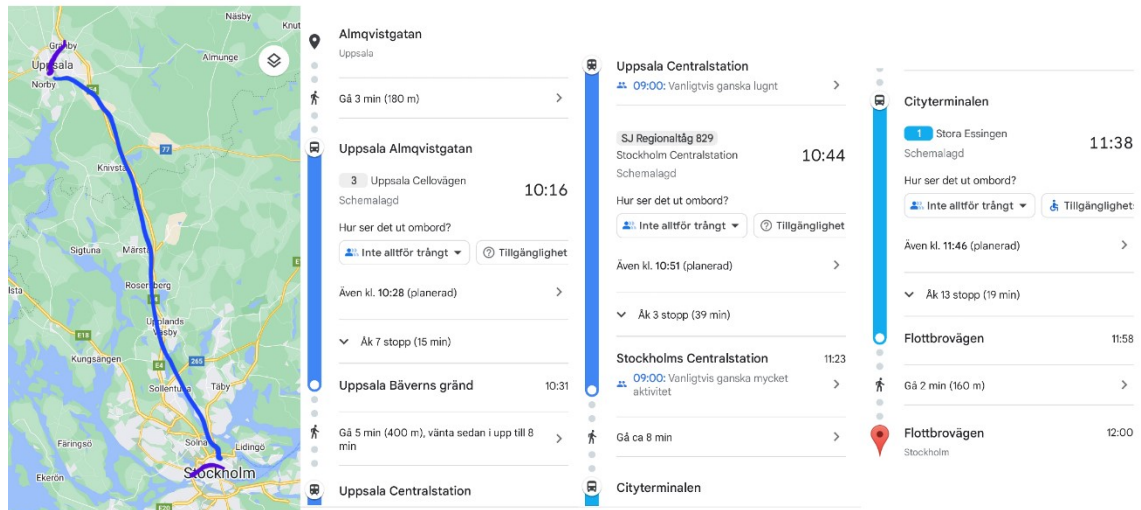 Näsby
Knut
Gränby
Uppsala
Almunge
Norby
E4
77
Knivsta
Sigtuna
Märsta
Rosersberg
E
lsta
Upplands
Väsby
E18
265
Kungsängen
E4
Täby
Sollentuna
Färingsö
Solna
Lidingö
Stockholm
Ekerön
E20
Almqvistgatan
Uppsala
Gå 3 min (180 m)
Uppsala Almqvistgatan
3 Uppsala Cellovägen
10:16
Schemalagd
Hur ser det ut ombord?
Inte alltför trångt
Tillgänglighet
Även kl. 10:28 (planerad)
Åk 7 stopp (15 min)
Uppsala Bäverns gränd 10:31
Gå 5 min (400 m), vänta sedan i upp till 8
min
Uppsala Centralstation
Uppsala Centralstation
09:00: Vanligtvis ganska lugnt
SJ Regionaltåg 829
Stockholm Centralstation 10:44
Schemalagd
Hur ser det ut ombord?
Inte alltför trångt
Tillgänglighet
Även kl. 10:51 (planerad)
Åk 3 stopp (39 min)
Stockholms Centralstation 11:23
09:00: Vanligtvis ganska mycket
aktivitet
Gå ca 8 min
Cityterminalen
Cityterminalen
1 Stora Essingen
11:38
Schemalagd
Hur ser det ut ombord?
Inte alltför trångt
Tillgänglighet
Även kl. 11:46 (planerad)
Åk 13 stopp (19 min)
Flottbrovägen 11:58
Gå 2 min (160 m)
Flottbrovägen 12:00
Stockholm